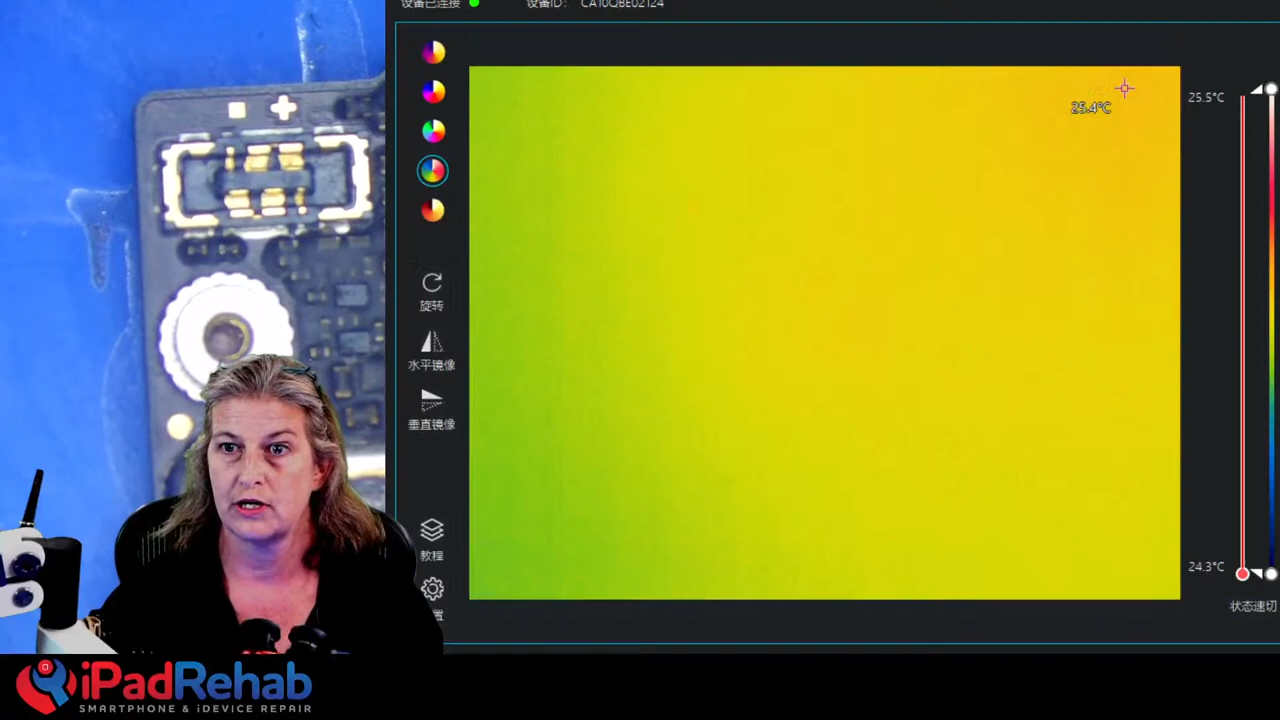 设备已连接
设备ID: CA10QBE02124
25.4°C
25.5°C
旋转
水平镜像
垂直镜像
教程
24.3°C
状态速切
iPadRehab
SMARTPHONE & iDEVICE REPAIR